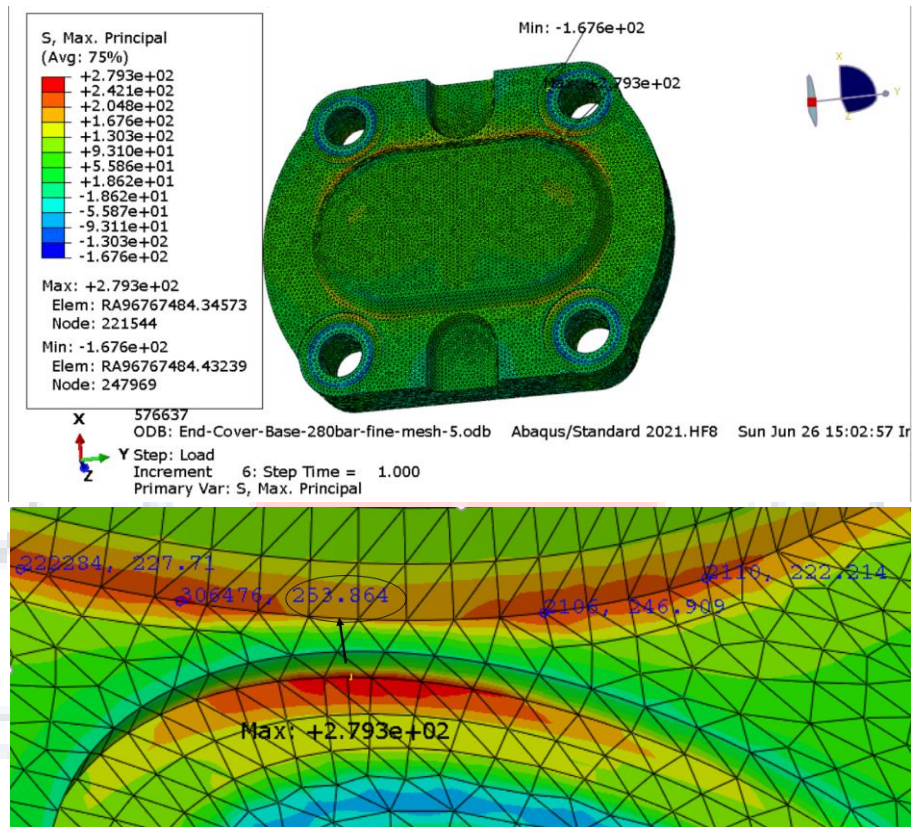 S, Max. Principal
(Avg: 75%)
+2.793e+02
+2.421e+02
+2.048e+02
+1.676e+02
+1.303e+02
+9.310e+01
+5.586e+01
+1.862e+01
-1.862e+01
-5.587e+01
-9.311e+01
-1.303e+02
-1.676e+02
Max: +2.793e+02
Elem: RA96767484.34573
Node: 221544
Min: -1.676e+02
Elem: RA96767484.43239
Node: 247969
Min: -1.676e+02
Max: +2.793e+02
X
Y
Z
X
Y
Z
576637
ODB: End-Cover-Base-280bar-fine-mesh-5.odb Abaqus/Standard 2021.HF8 Sun Jun 26 15:02:57 Ir
Step: Load
Increment 6: Step Time = 1.000
Primary Var: S, Max. Principal
222284, 227.71
306476, 253.864
2106, 246.909
2110, 222.214
Max: +2.793e+02